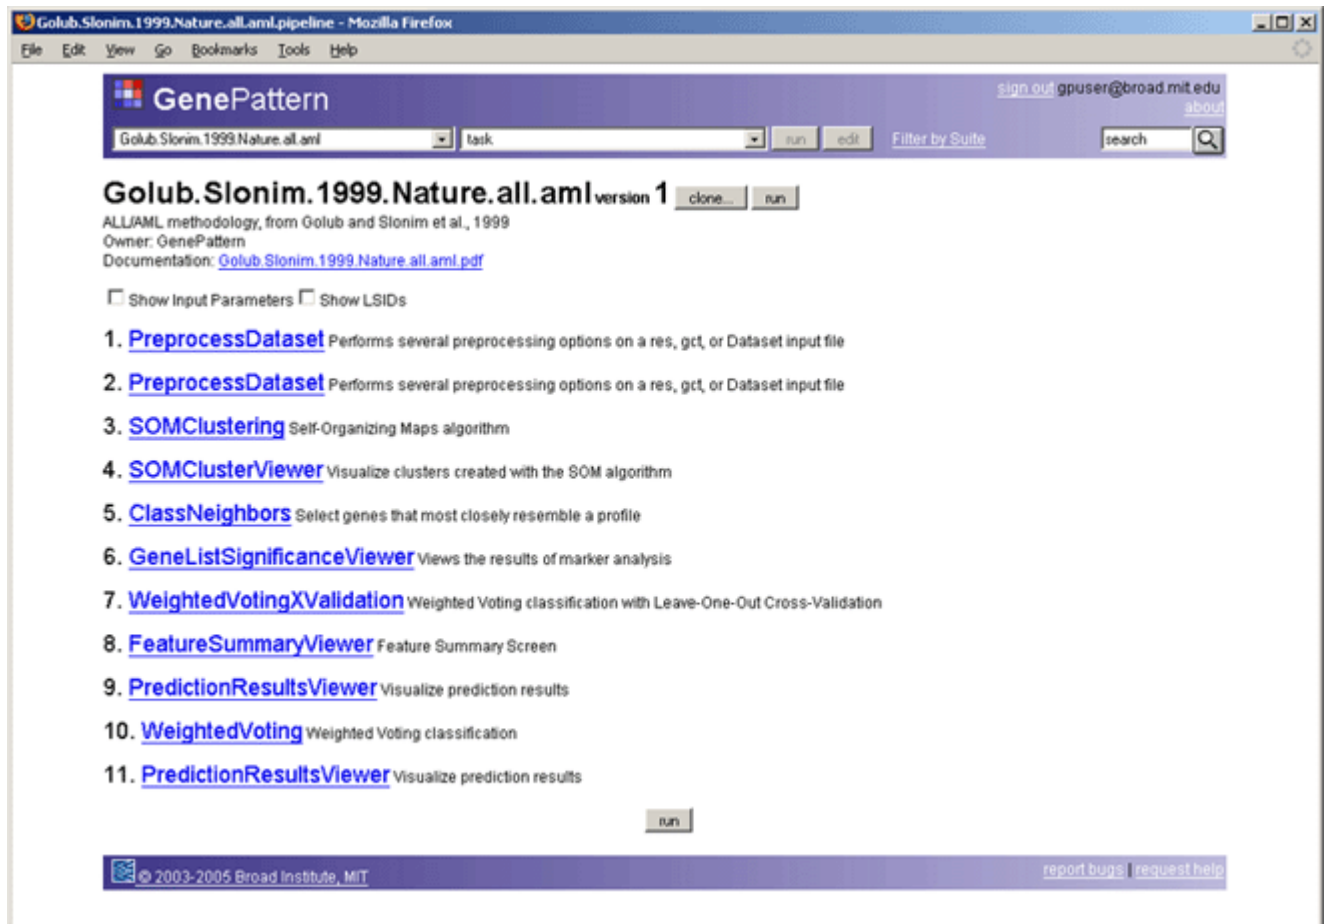 Golub.Slonim.1999.Nature.all.aml.pipeline - Mozilla Firefox
File Edit View Go Bookmarks Tools Help
GenePattern
sign out gpuser@broad.mit.edu
about
Golub.Slonim.1999.Nature.all.aml task run edit Filter by Suite search
Golub.Slonim.1999.Nature.all.aml version 1 clone... run
ALL/AML methodology, from Golub and Slonim et al., 1999
Owner: GenePattern
Documentation: Golub.Slonim.1999.Nature.all.aml.pdf
Show Input Parameters Show LSIDs
1. PreprocessDataset Performs several preprocessing options on a res, gct, or Dataset input file
2. PreprocessDataset Performs several preprocessing options on a res, gct, or Dataset input file
3. SOMClustering Self-Organizing Maps algorithm
4. SOMClusterViewer Visualize clusters created with the SOM algorithm
5. ClassNeighbors Select genes that most closely resemble a profile
6. GeneListSignificanceViewer Views the results of marker analysis
7. WeightedVotingXValidation Weighted Voting classification with Leave-One-Out Cross-Validation
8. FeatureSummaryViewer Feature Summary Screen
9. PredictionResultsViewer Visualize prediction results
10. WeightedVoting Weighted Voting classification
11. PredictionResultsViewer Visualize prediction results
run
© 2003-2005 Broad Institute, MIT
report bugs | request help